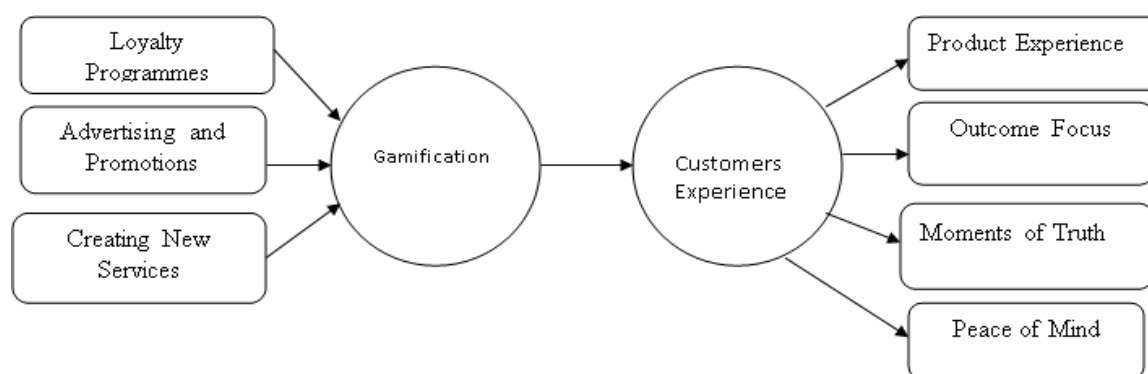 Loyalty
Programmes
Advertising and
Promotions
Creating New
Services
Gamification
Customers
Experience
Product Experience
Outcome Focus
Moments of Truth
Peace of Mind